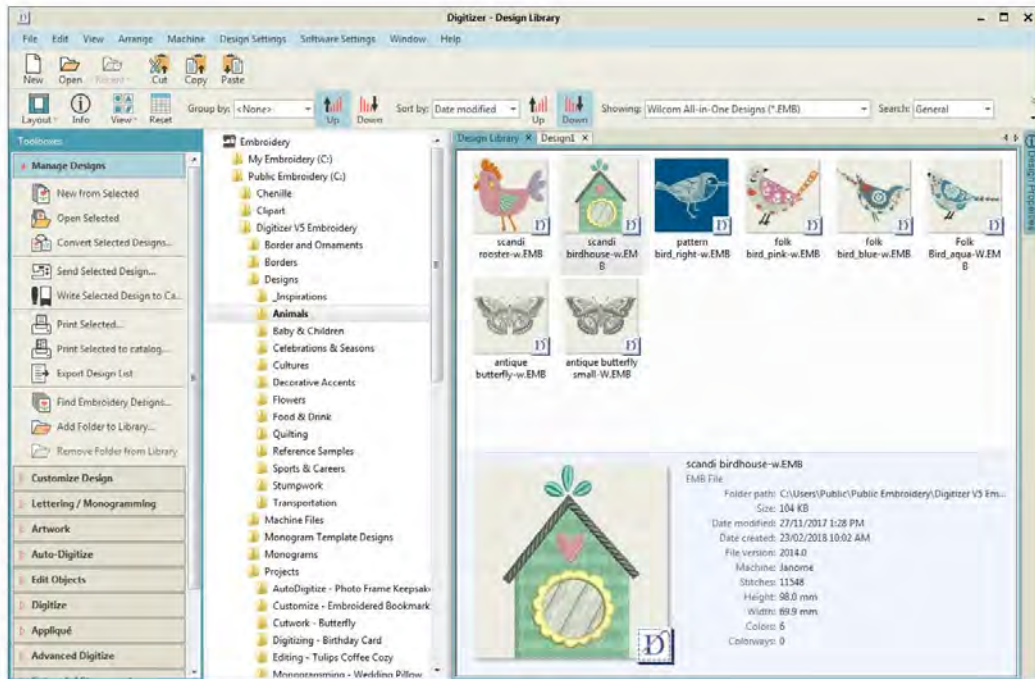 Digitizer - Design Library
File Edit View Arrange Machine Design Settings Software Settings Window Help
New Open Recent Cut Copy Paste
Layout Info View Reset Group by: <None> Up Down Sort by: Date modified Up Down Showing: Wilcom All-in-One Designs (*.EMB) Search: General
Toolboxes
Manage Designs
New from Selected
Open Selected
Convert Selected Designs...
Send Selected Design...
Write Selected Design to Ca...
Print Selected...
Print Selected to catalog...
Export Design List
Find Embroidery Designs...
Add Folder to Library...
Remove Folder from Library
Customize Design
Lettering / Monogramming
Artwork
Auto-Digitize
Edit Objects
Digitize
Appliqué
Advanced Digitize
Embroidery
My Embroidery (C:)
Public Embroidery (C:)
Chenille
Clipart
Digitizer V5 Embroidery
Border and Ornaments
Borders
Designs
_Inspirations
Animals
Baby & Children
Celebrations & Seasons
Cultures
Decorative Accents
Flowers
Food & Drink
Quilting
Reference Samples
Sports & Careers
Stumpwork
Transportation
Machine Files
Monogram Template Designs
Monograms
Projects
AutoDigitize - Photo Frame Keepsak
Customize - Embroidered Bookmark
Cutwork - Butterfly
Digitizing - Birthday Card
Editing - Tulips Coffee Cozy
Monogramming - Wedding Pillow
Design Library Design1
scandi
rooster-w.EMB
scandi
birdhouse-w.EM
B
pattern
bird_right-w.EMB
folk
bird_pink-w.EMB
folk
bird_blue-w.EMB
Folk
Bird_aqua-W.EM
B
antique
butterfly-w.EMB
antique butterfly
small-W.EMB
scandi birdhouse-w.EMB
EMB File
Folder path: C:\Users\Public\Public Embroidery\Digitizer V5 Em...
Size: 104 KB
Date modified: 27/11/2017 1:28 PM
Date created: 23/02/2018 10:02 AM
File version: 2014.0
Machine: Janome
Stitches: 11548
Height: 98.0 mm
Width: 69.9 mm
Colors: 6
Colorways: 0
Design Properties